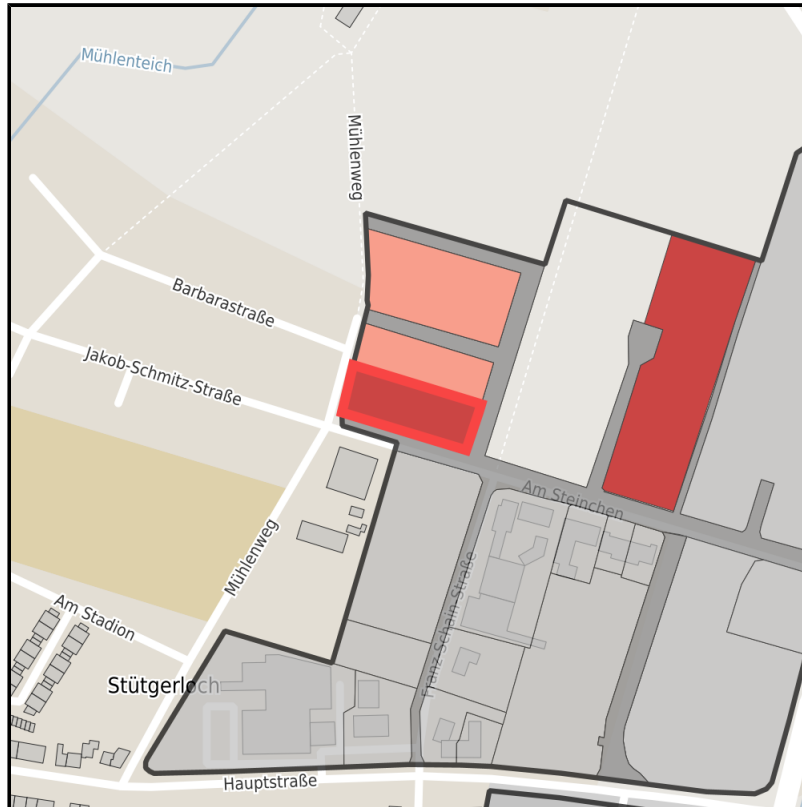 Mühlenteich
Mühlenweg
Barbarastraße
Jakob-Schmitz-Straße
Am Steinchen
Mühlenweg
Franz-Schain-Straße
Am Stadion
Stütgerloch
Hauptstraße